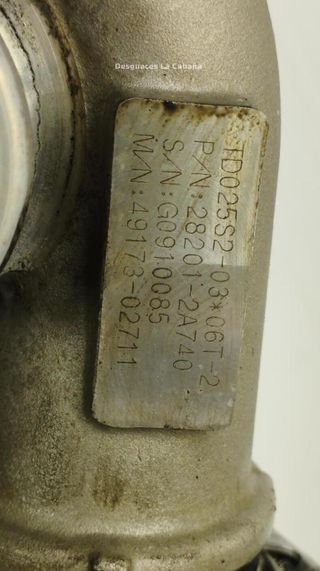 Desguaces La Cabaña
TD025S2-03*06T-2
P/N:28201-2A740
S/N:G0910085
M/N:49173-02711